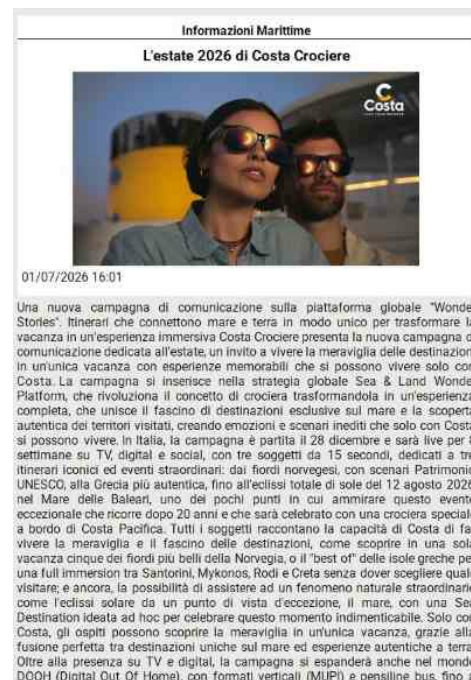 Informazioni Marittime
L'estate 2026 di Costa Crociere
Costa
01/07/2026 16:01
Una nuova campagna di comunicazione sulla piattaforma globale "Wonde
Stories". Itinerari che connettono mare e terra in modo unico per trasformare l
vacanza in un'esperienza immersiva Costa Crociere presenta la nuova campagna d
comunicazione dedicata all'estate, un invito a vivere la meraviglia delle destinazion
in un'unica vacanza con esperienze memorabili che si possono vivere solo con
Costa. La campagna si inserisce nella strategia globale Sea & Land Wonde
Platform, che rivoluziona il concetto di crociera trasformandola in un'esperienza
completa, che unisce il fascino di destinazioni esclusive sul mare e la scoperta
autentica dei territori visitati, creando emozioni e scenari inediti che solo con Costa
si possono vivere. In Italia, la campagna è partita il 28 dicembre e sarà live per
settimane su TV, digital e social, con tre soggetti da 15 secondi, dedicati a tre
itinerari iconici ed eventi straordinari: dai fiordi norvegesi, con scenari Patrimonio
UNESCO, alla Grecia più autentica, fino all'eclissi totale di sole del 12 agosto 2026
nel Mare delle Baleari, uno dei pochi punti in cui ammirare questo evento
eccezionale che ricorre dopo 20 anni e che sarà celebrato con una crociera speciale
a bordo di Costa Pacifica. Tutti i soggetti raccontano la capacità di Costa di fa
vivere la meraviglia e il fascino delle destinazioni, come scoprire in una sola
vacanza cinque dei fiordi più belli della Norvegia, o il "best of" delle isole greche pe
una full immersion tra Santorini, Mykonos, Rodi e Creta senza dover scegliere quale
visitare; e ancora, la possibilità di assistere ad un fenomeno naturale straordinario
come l'eclissi solare da un punto di vista d'eccezione, il mare, con una Sea
Destination ideata ad hoc per celebrare questo momento indimenticabile. Solo con
Costa, gli ospiti possono scoprire la meraviglia in un'unica vacanza, grazie alla
fusione perfetta tra destinazioni uniche sul mare ed esperienze autentiche a terra
Oltre alla presenza su TV e digital, la campagna si espanderà anche nel mondo
DOOH (Digital Out Of Home), con formati verticali (MUPI) e pensiline bus, fino